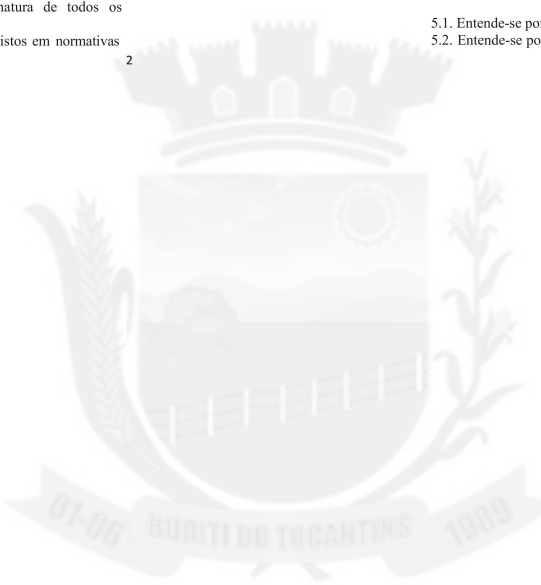 natura de todos os
istos em normativas
2
5.1. Entende-se por
5.2. Entende-se po
01-06 BURITI DO TOCANTINS 1989